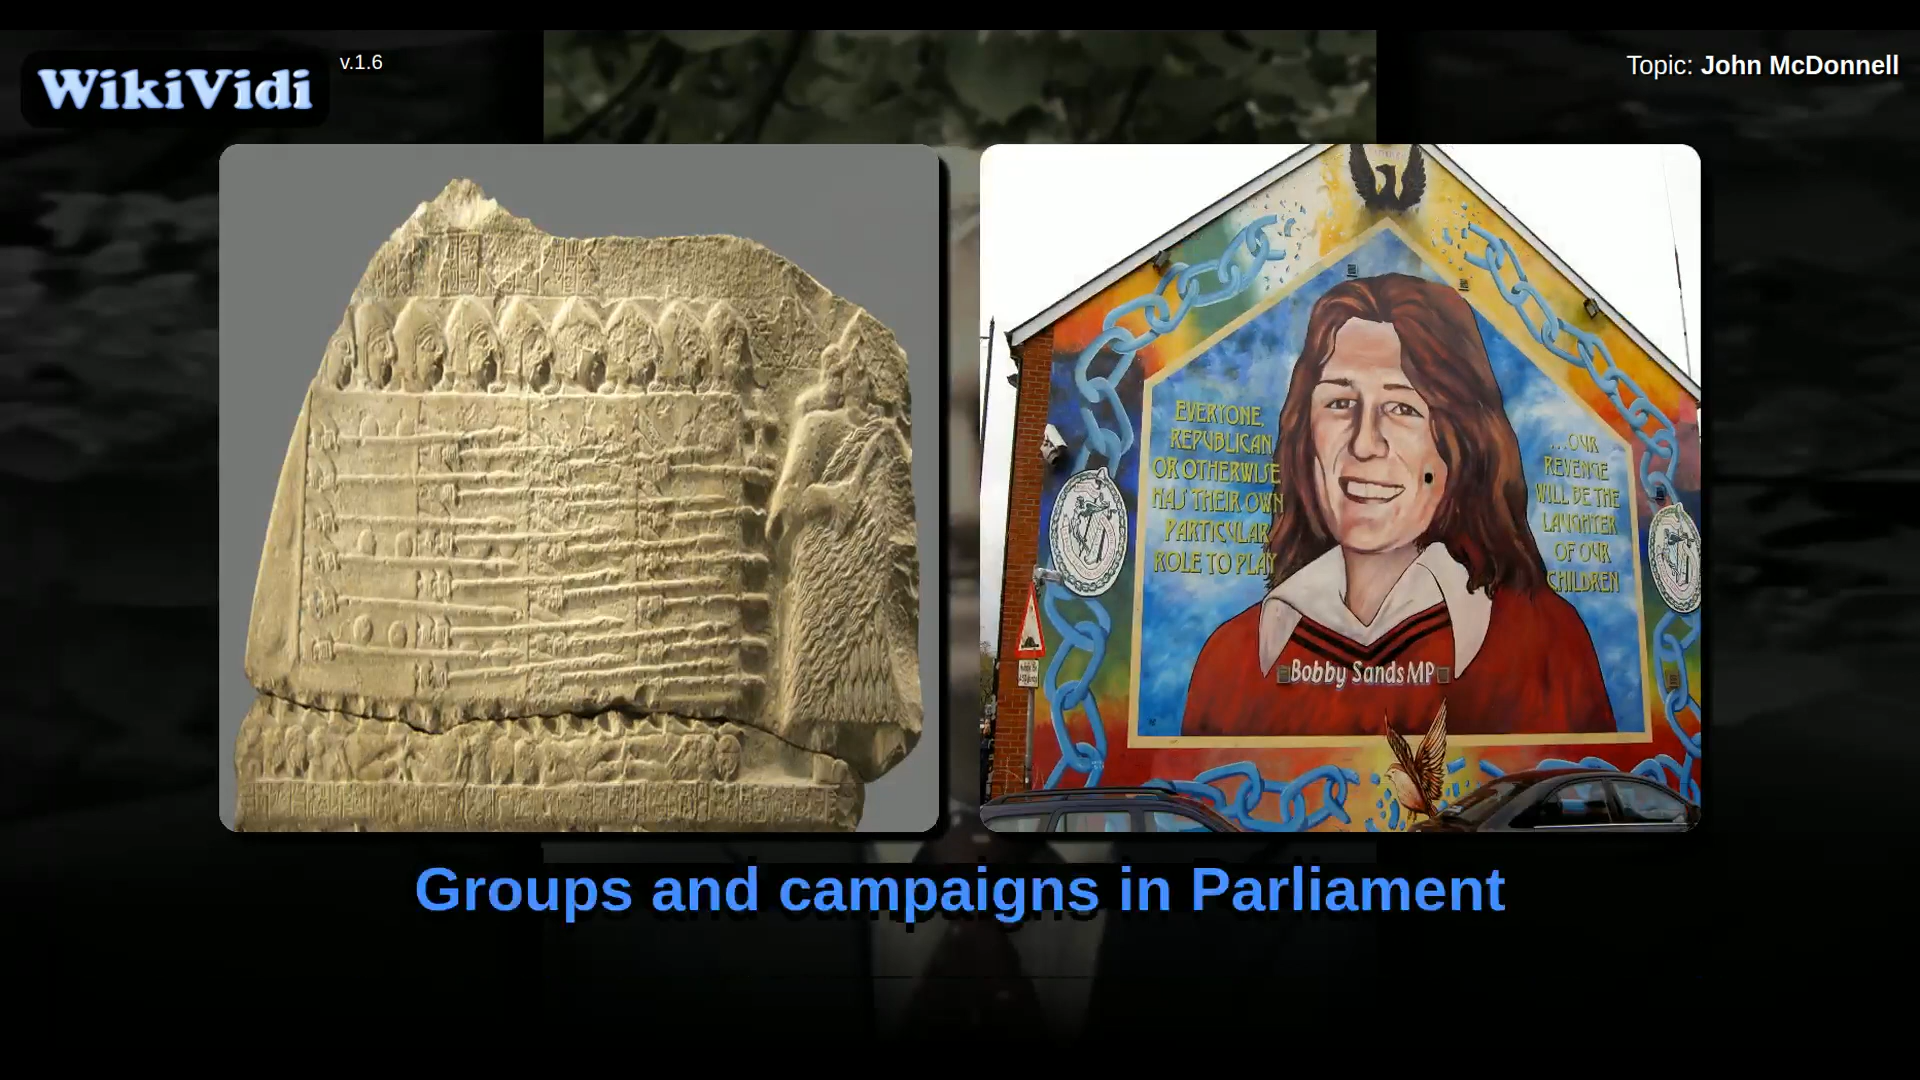 WikiVidi
v.1.6
Topic: John McDonnell
EVERYONE,
REPUBLICAN
OR OTHERWISE
HAS THEIR OWN
PARTICULAR
ROLE TO PLAY
...OUR
REVENGE
WILL BE THE
LAUGHTER
OF OUR
CHILDREN
Bobby Sands MP
Groups and campaigns in Parliament